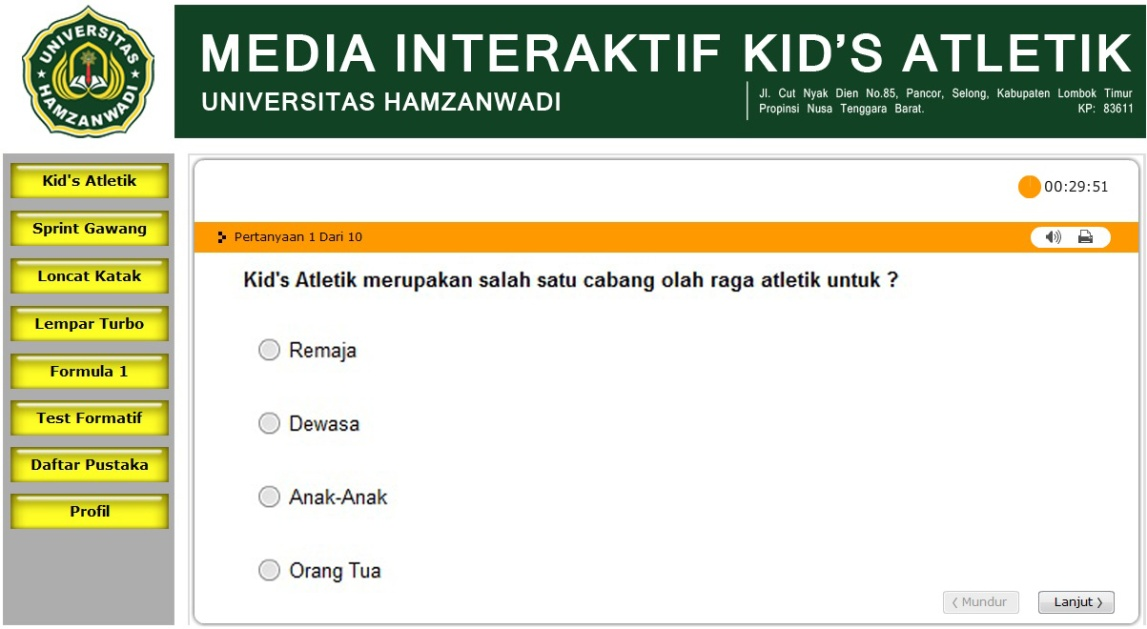 UNIVERSITAS
HAMZANWADI
MEDIA INTERAKTIF KID'S ATLETIK
UNIVERSITAS HAMZANWADI
Jl. Cut Nyak Dien No.85, Pancor, Selong, Kabupaten Lombok Timur
Propinsi Nusa Tenggara Barat. KP: 83611
Kid's Atletik
Sprint Gawang
Loncat Katak
Lempar Turbo
Formula 1
Test Formatif
Daftar Pustaka
Profil
00:29:51
Pertanyaan 1 Dari 10
Kid's Atletik merupakan salah satu cabang olah raga atletik untuk ?
Remaja
Dewasa
Anak-Anak
Orang Tua
Mundur
Lanjut